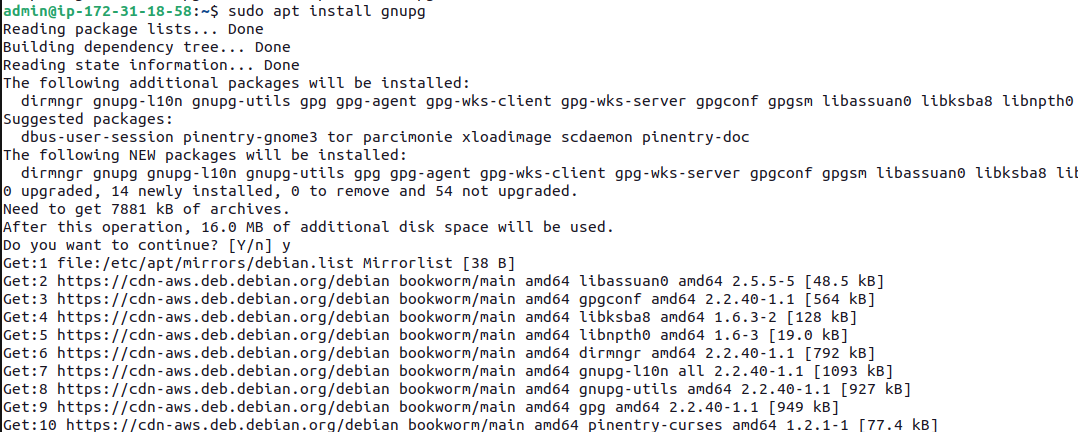 admin@ip-172-31-18-58:~$ sudo apt install gnupg
Reading package lists... Done
Building dependency tree... Done
Reading state information... Done
The following additional packages will be installed:
  dirmngr gnupg-l10n gnupg-utils gpg gpg-agent gpg-wks-client gpg-wks-server gpgconf gpgsm libassuan0 libksba8 libnpth0
Suggested packages:
  dbus-user-session pinentry-gnome3 tor parcimonie xloadimage scdaemon pinentry-doc
The following NEW packages will be installed:
  dirmngr gnupg gnupg-l10n gnupg-utils gpg gpg-agent gpg-wks-client gpg-wks-server gpgconf gpgsm libassuan0 libksba8
0 upgraded, 14 newly installed, 0 to remove and 54 not upgraded.
Need to get 7881 kB of archives.
After this operation, 16.0 MB of additional disk space will be used.
Do you want to continue? [Y/n] y
Get:1 file:/etc/apt/mirrors/debian.list Mirrorlist [38 B]
Get:2 https://cdn-aws.deb.debian.org/debian bookworm/main amd64 libassuan0 amd64 2.5.5-5 [48.5 kB]
Get:3 https://cdn-aws.deb.debian.org/debian bookworm/main amd64 gpgconf amd64 2.2.40-1.1 [564 kB]
Get:4 https://cdn-aws.deb.debian.org/debian bookworm/main amd64 libksba8 amd64 1.6.3-2 [128 kB]
Get:5 https://cdn-aws.deb.debian.org/debian bookworm/main amd64 libnpth0 amd64 1.6-3 [19.0 kB]
Get:6 https://cdn-aws.deb.debian.org/debian bookworm/main amd64 dirmngr amd64 2.2.40-1.1 [792 kB]
Get:7 https://cdn-aws.deb.debian.org/debian bookworm/main amd64 gnupg-l10n all 2.2.40-1.1 [1093 kB]
Get:8 https://cdn-aws.deb.debian.org/debian bookworm/main amd64 gnupg-utils amd64 2.2.40-1.1 [927 kB]
Get:9 https://cdn-aws.deb.debian.org/debian bookworm/main amd64 gpg amd64 2.2.40-1.1 [949 kB]
Get:10 https://cdn-aws.deb.debian.org/debian bookworm/main amd64 pinentry-curses amd64 1.2.1-1 [77.4 kB]